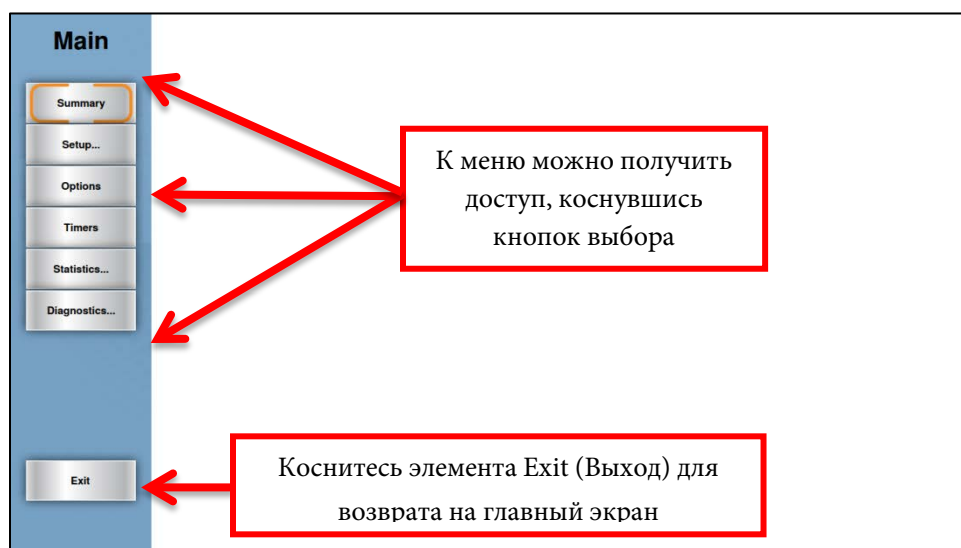 Main
Summary
Setup...
Options
Timers
Statistics...
Diagnostics...
К меню можно получить
доступ, коснувшись
кнопок выбора
Exit
Коснитесь элемента Exit (Выход) для
возврата на главный экран